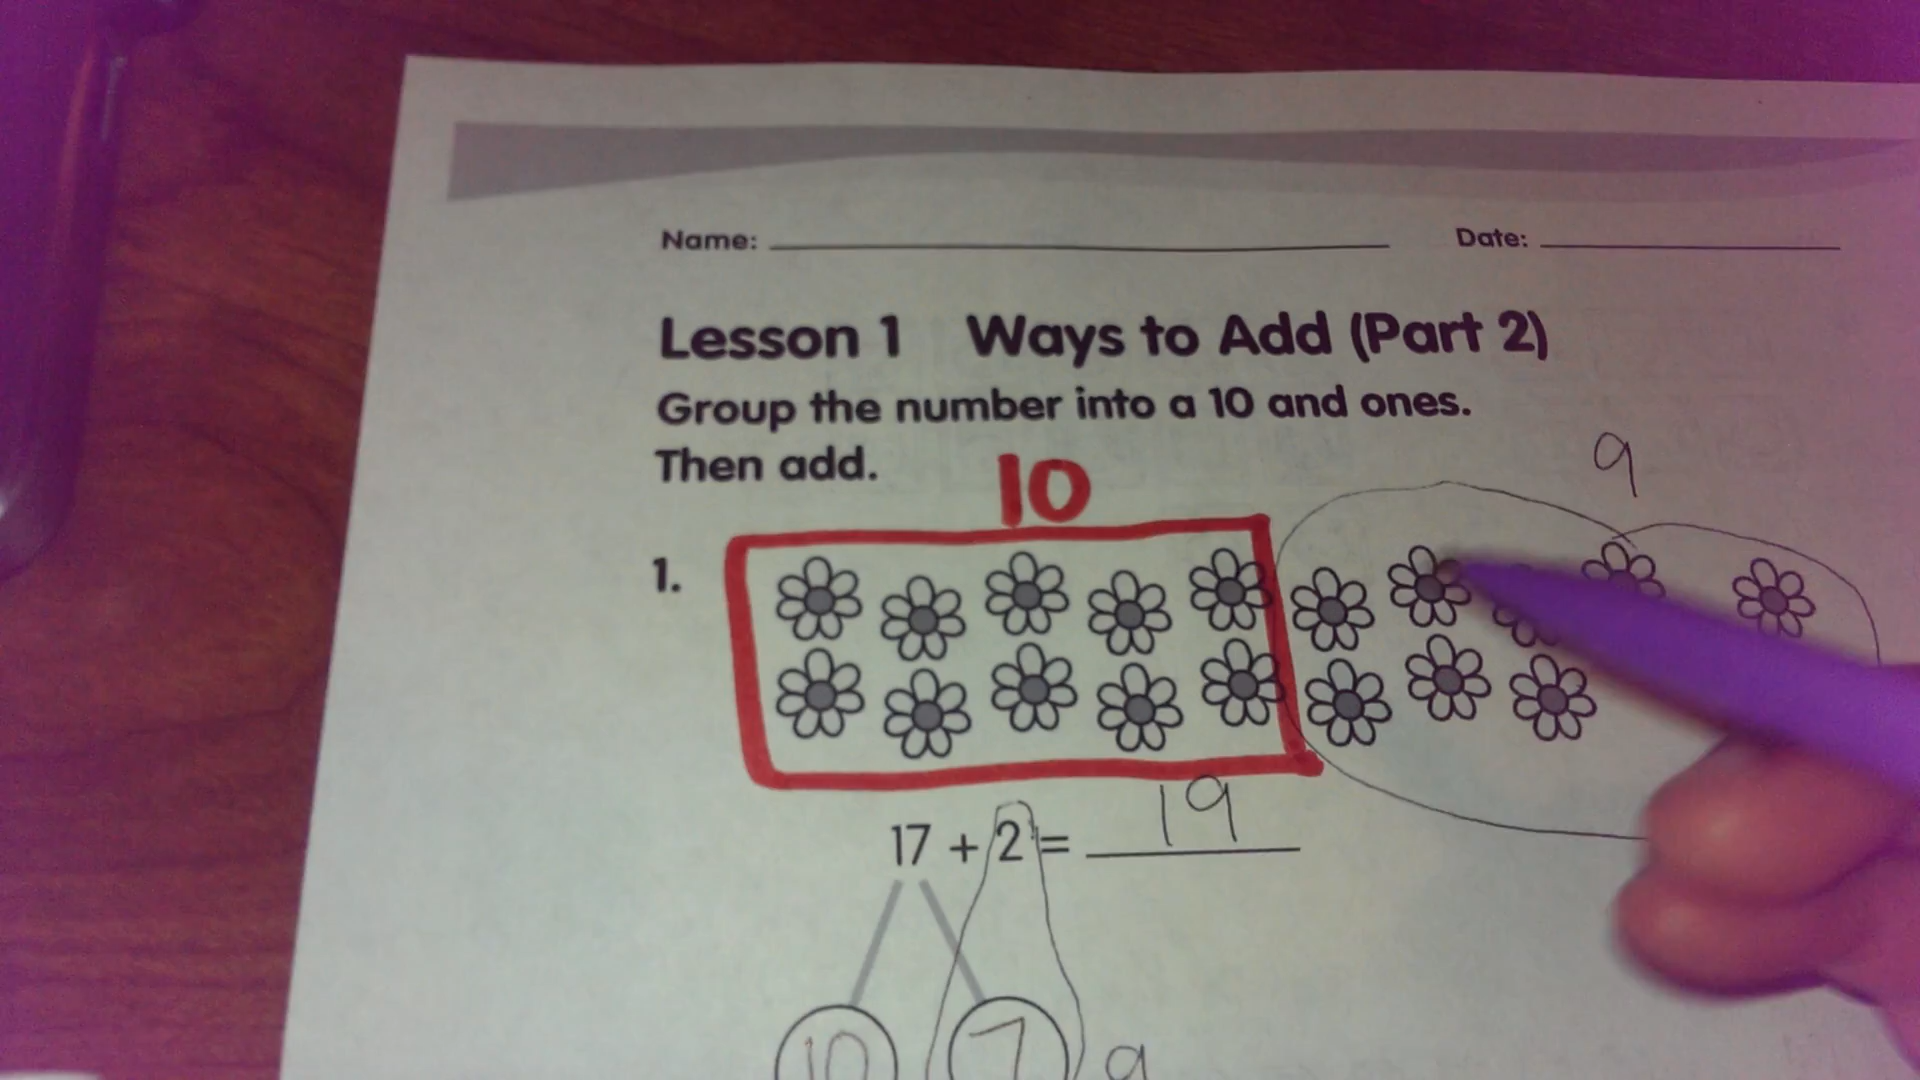 Name: Date:
Lesson 1 Ways to Add (Part 2)
Group the number into a 10 and ones.
Then add.
10
9
1.
19
17 + 2 =
10 7 9